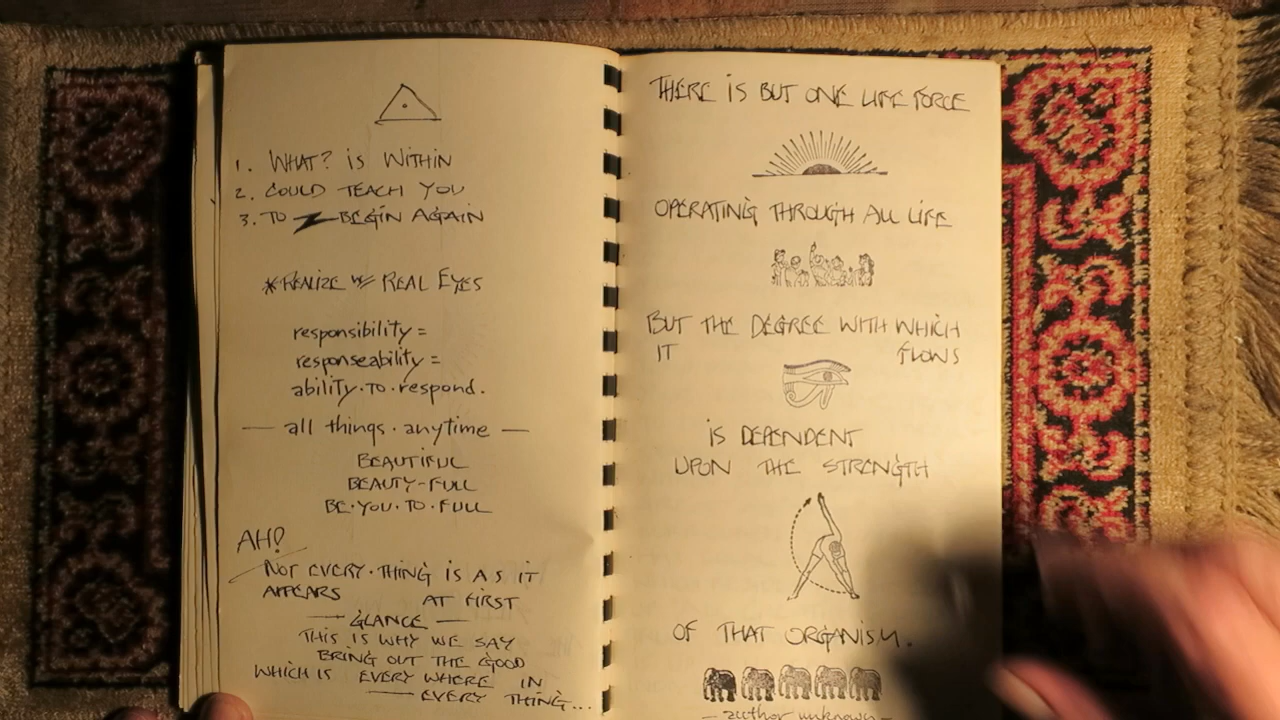 1. WHAT? IS WITHIN
2. COULD TEACH YOU
3. TO BEGIN AGAIN
*REALIZE W/ REAL EYES
responsibility =
responseability =
ability·to·respond.
— all things·anytime —
BEAUTIFUL
BEAUTY-FULL
BE·YOU·TO·FULL
AH!
NOT EVERY·THING IS AS IT
APPEARS AT FIRST
— GLANCE —
THIS IS WHY WE SAY
BRING OUT THE GOOD
WHICH IS EVERY WHERE IN
— EVERY THING...
THERE IS BUT ONE LIFE FORCE
OPERATING THROUGH ALL LIFE
BUT THE DEGREE WITH WHICH
IT FLOWS
IS DEPENDENT
UPON THE STRENGTH
OF THAT ORGANISM.
— author unknown —